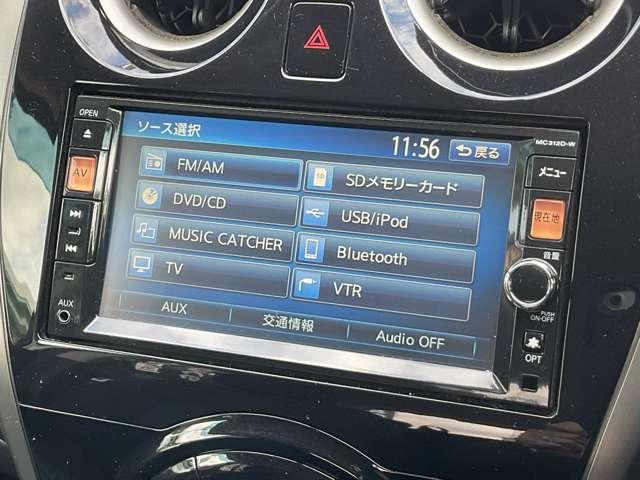 OPEN
MC312D-W
AV
AUX
ソース選択
11:56
戻る
FM/AM
SDメモリーカード
DVD/CD
USB/iPod
MUSIC CATCHER
Bluetooth
TV
VTR
AUX
交通情報
Audio OFF
メニュー
現在地
音量
PUSH
ON-OFF
OPT